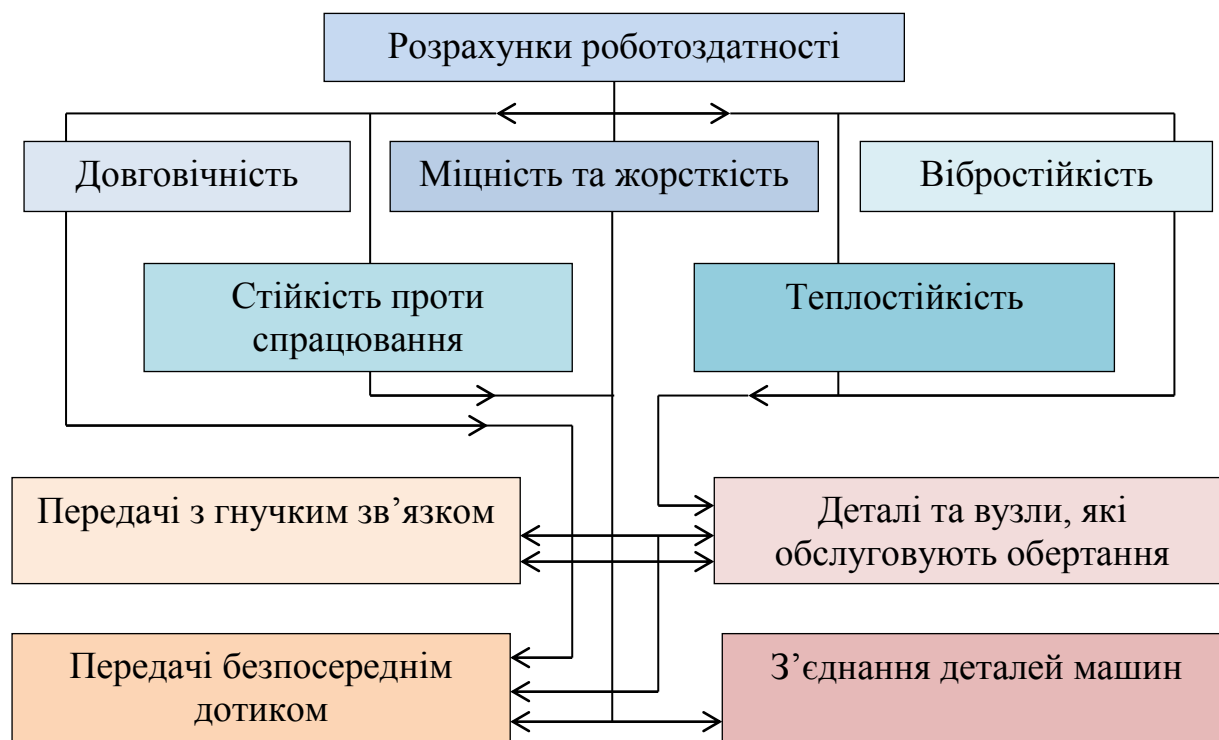 Розрахунки роботоздатності
Довговічність
Міцність та жорсткість
Вібростійкість
Стійкість проти
спрацювання
Теплостійкість
Передачі з гнучким зв’язком
Деталі та вузли, які
обслуговують обертання
Передачі безпосереднім
дотиком
З’єднання деталей машин